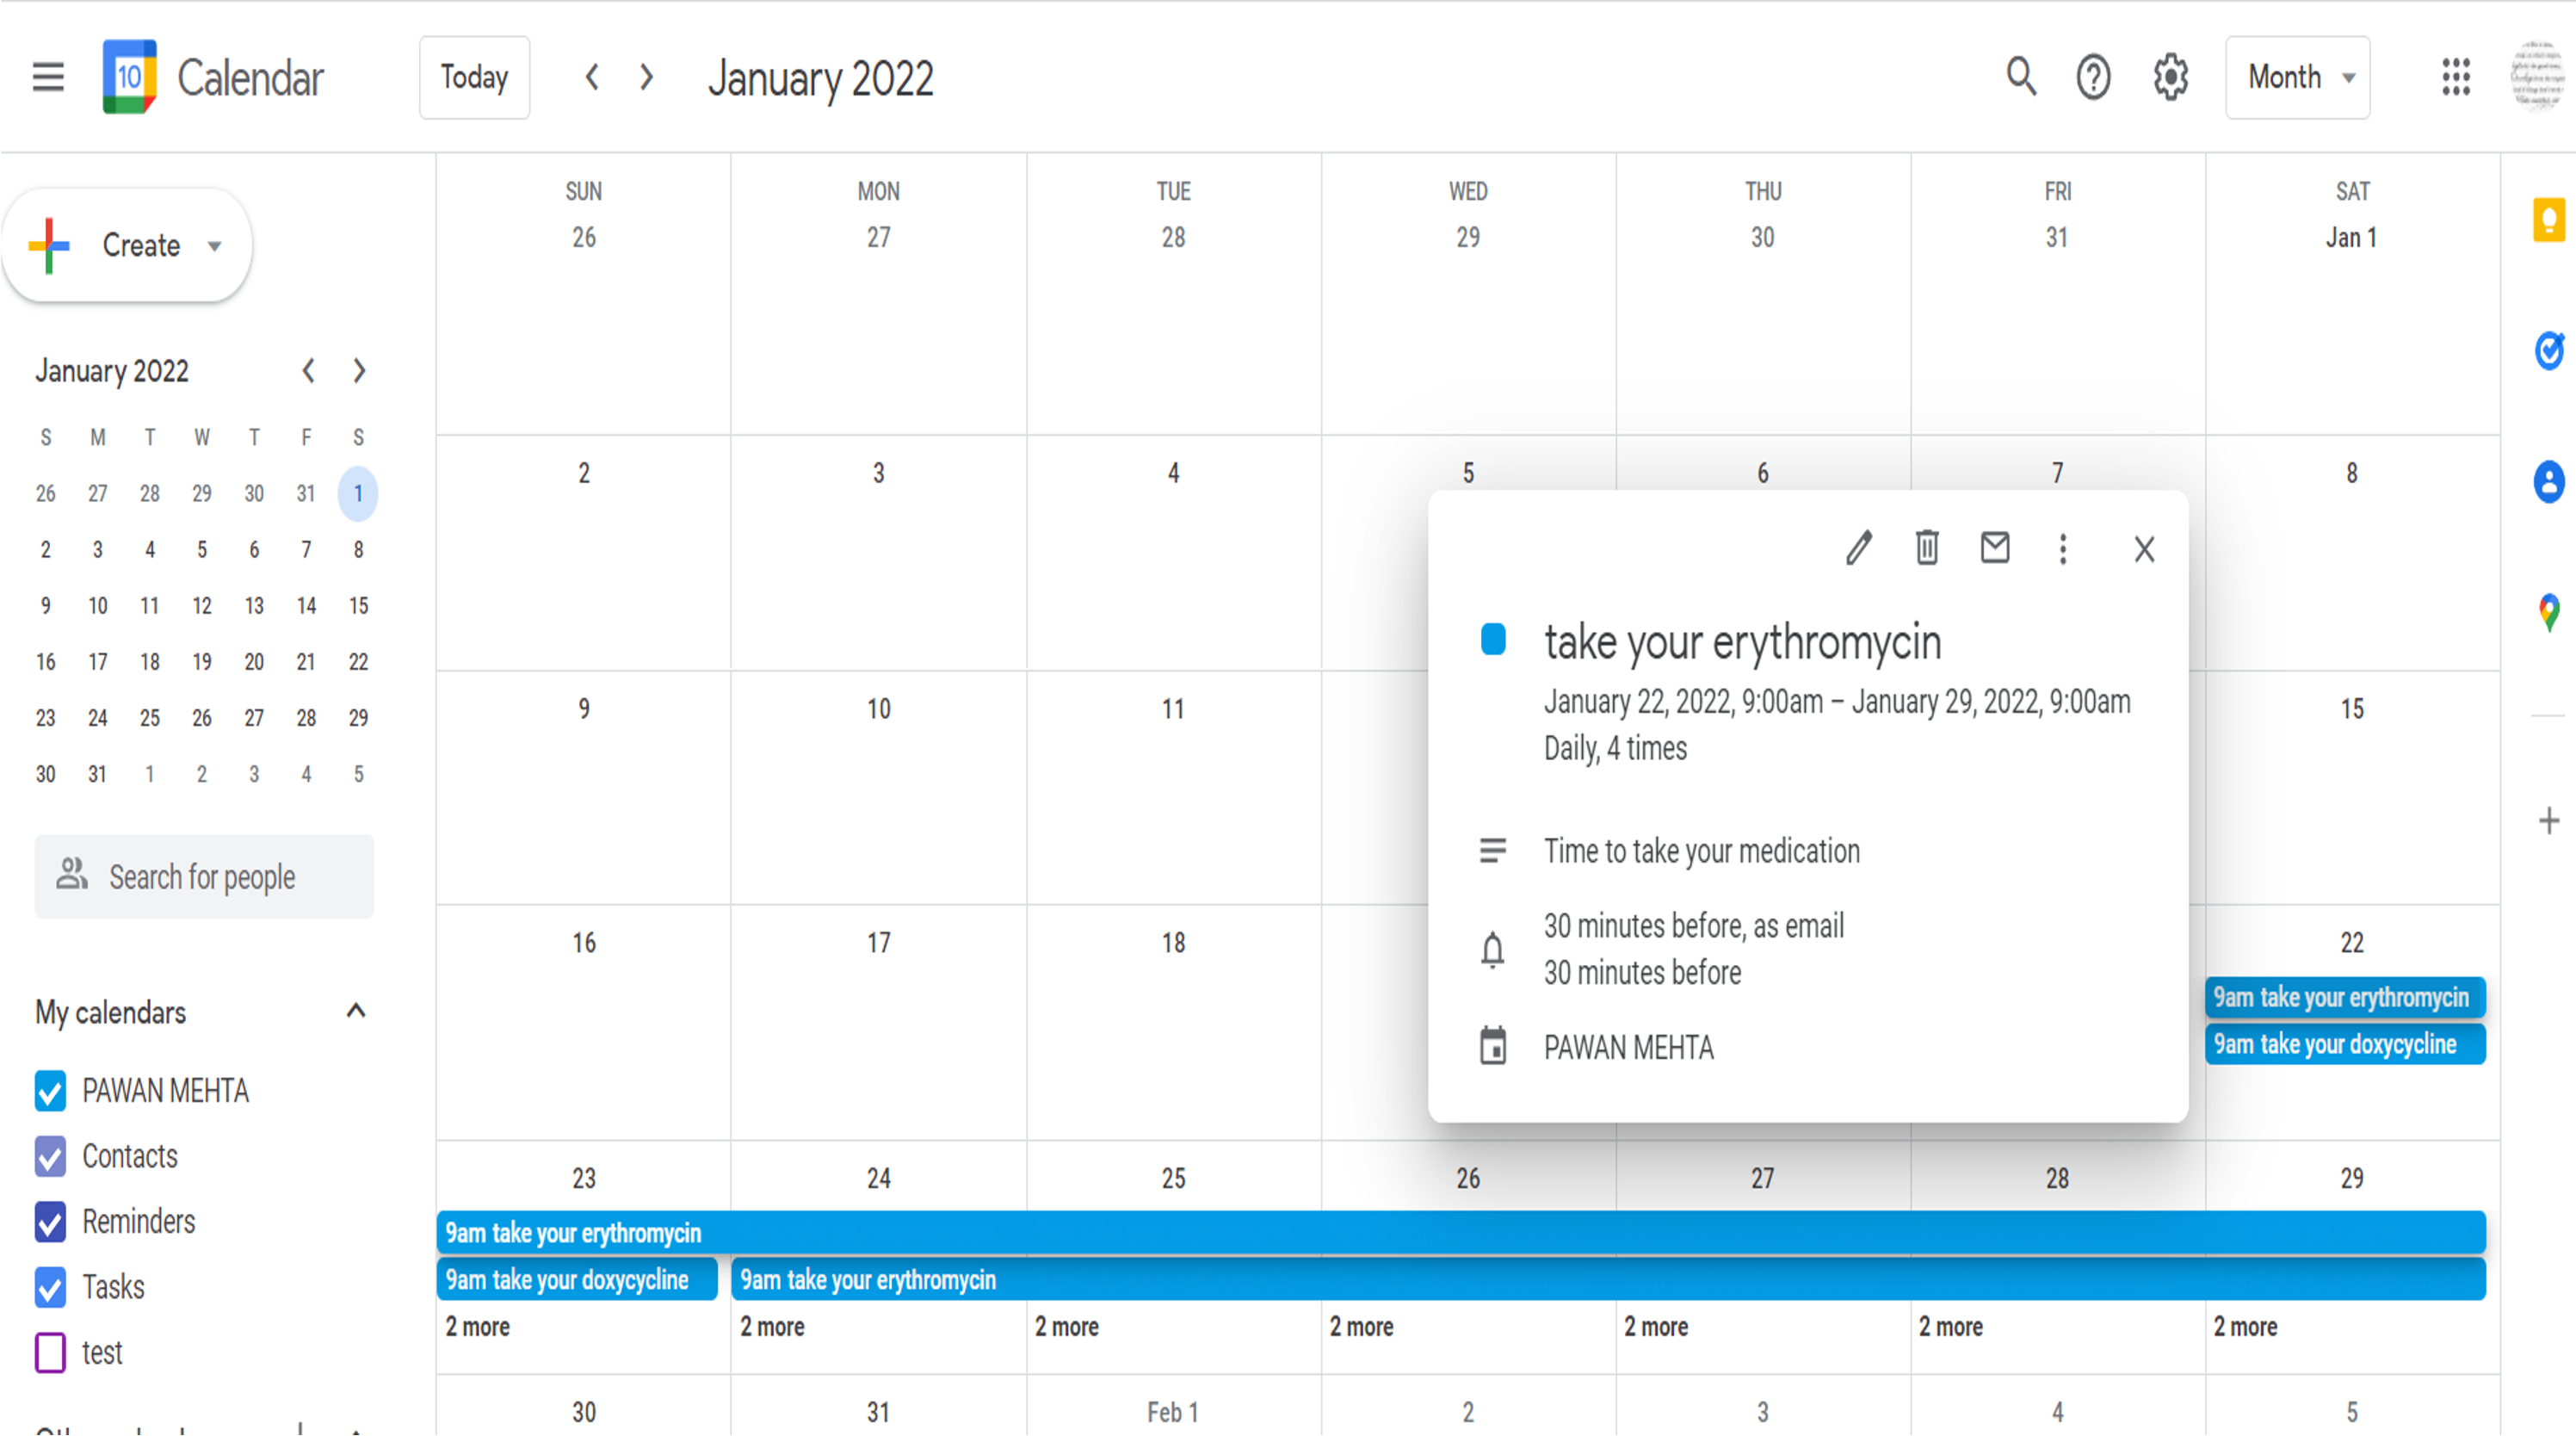 10 Calendar Today January 2022 Month
Create
January 2022
S M T W T F S
26 27 28 29 30 31 1
2 3 4 5 6 7 8
9 10 11 12 13 14 15
16 17 18 19 20 21 22
23 24 25 26 27 28 29
30 31 1 2 3 4 5
Search for people
My calendars
PAWAN MEHTA
Contacts
Reminders
Tasks
test
SUN MON TUE WED THU FRI SAT
26 27 28 29 30 31 Jan 1
2 3 4 5 6 7 8
9 10 11 15
16 17 18 22
9am take your erythromycin
9am take your doxycycline
23 24 25 26 27 28 29
9am take your erythromycin
9am take your doxycycline 9am take your erythromycin
2 more 2 more 2 more 2 more 2 more 2 more 2 more
30 31 Feb 1 2 3 4 5
take your erythromycin
January 22, 2022, 9:00am – January 29, 2022, 9:00am
Daily, 4 times
Time to take your medication
30 minutes before, as email
30 minutes before
PAWAN MEHTA